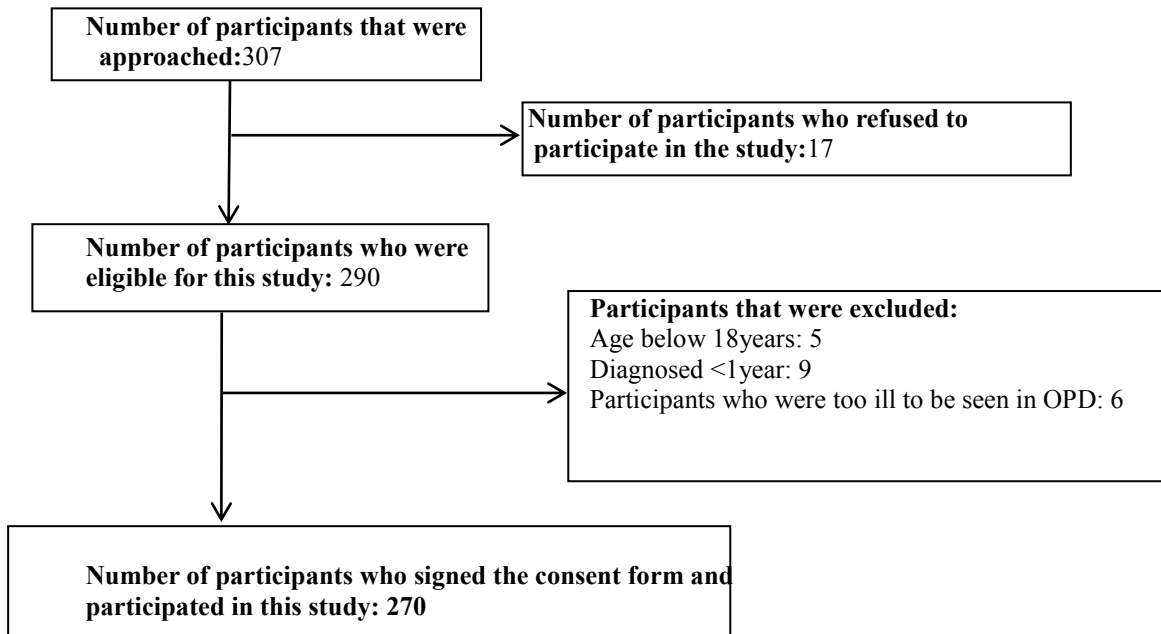 Number of participants that were
approached:307
Number of participants who refused to
participate in the study:17
Number of participants who were
eligible for this study: 290
Participants that were excluded:
Age below 18years: 5
Diagnosed <1year: 9
Participants who were too ill to be seen in OPD: 6
Number of participants who signed the consent form and
participated in this study: 270